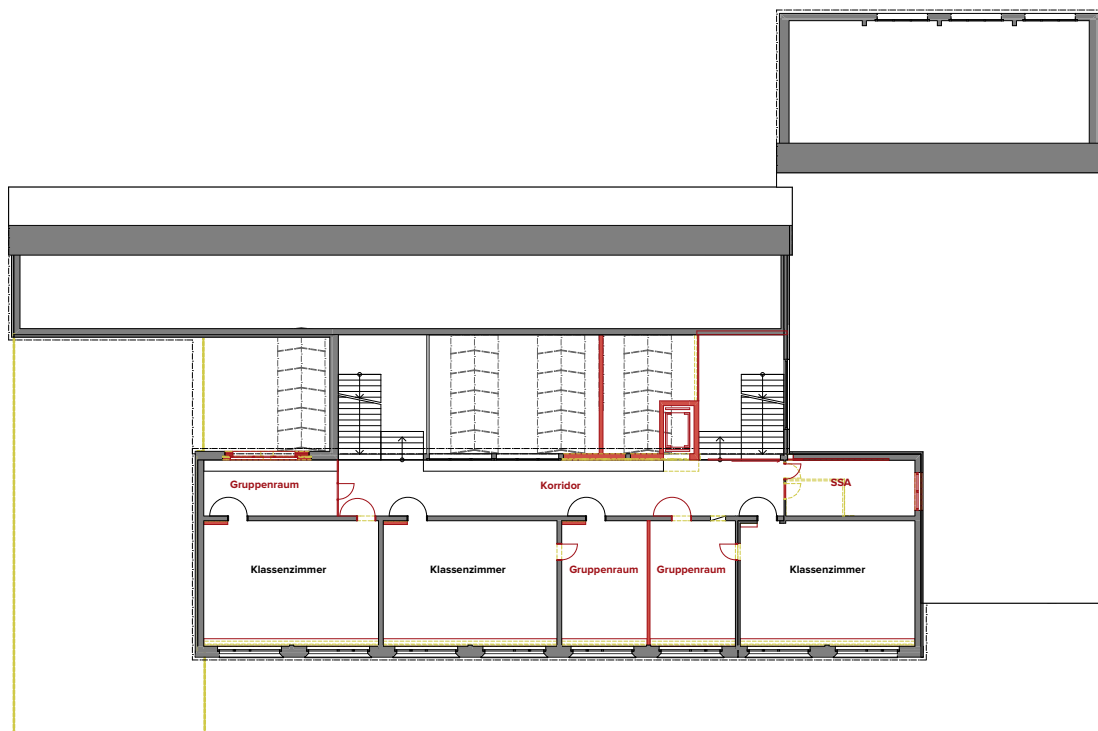 Gruppenraum
Korridor
SSA
Klassenzimmer
Klassenzimmer
Gruppenraum
Gruppenraum
Klassenzimmer